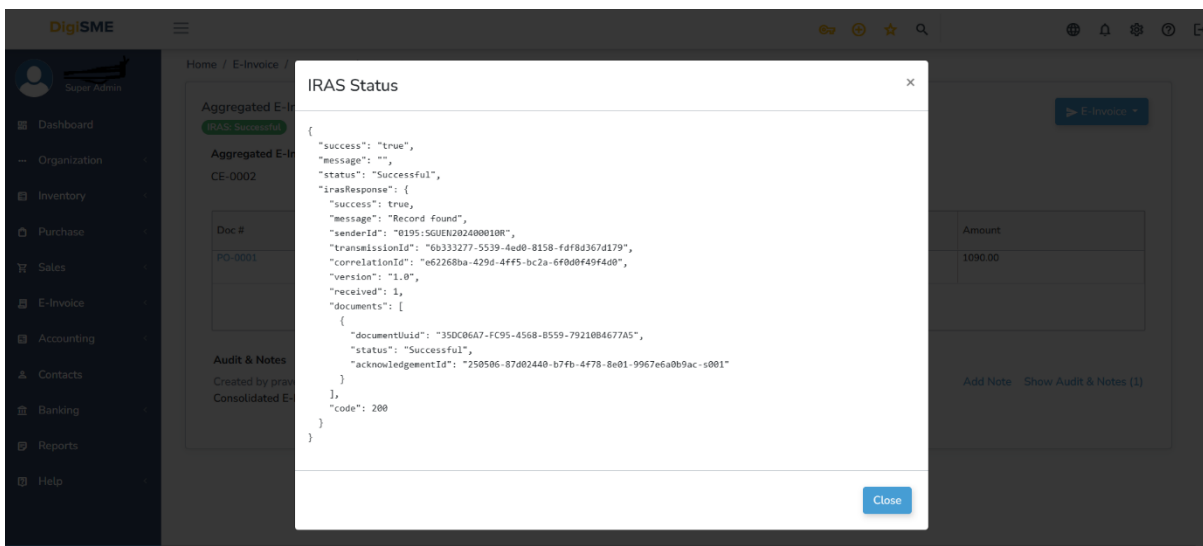 DigiSME
Super Admin
Dashboard
Organization
Inventory
Purchase
Sales
E-Invoice
Accounting
Contacts
Banking
Reports
Help
Home / E-Invoice /
Aggregated E-In
IRAS: Successful
Aggregated E-In
CE-0002
E-Invoice
Doc #
Amount
PO-0001
1090.00
Audit & Notes
Created by prav
Consolidated E-
Add Note Show Audit & Notes (1)
IRAS Status
×
{
"success": "true",
"message": "",
"status": "Successful",
"irasResponse": {
"success": true,
"message": "Record found",
"senderId": "0195:SGUEN202400010R",
"transmissionId": "6b333277-5539-4ed0-8158-fdf8d367d179",
"correlationId": "e62268ba-429d-4ff5-bc2a-6f0d0f49f4d0",
"version": "1.0",
"received": 1,
"documents": [
{
"documentUuid": "35DC06A7-FC95-4568-B559-7921084677A5",
"status": "Successful",
"acknowledgementId": "250506-87d02440-b7fb-4f78-8e01-9967e6a0b9ac-s001"
}
],
"code": 200
}
}
Close